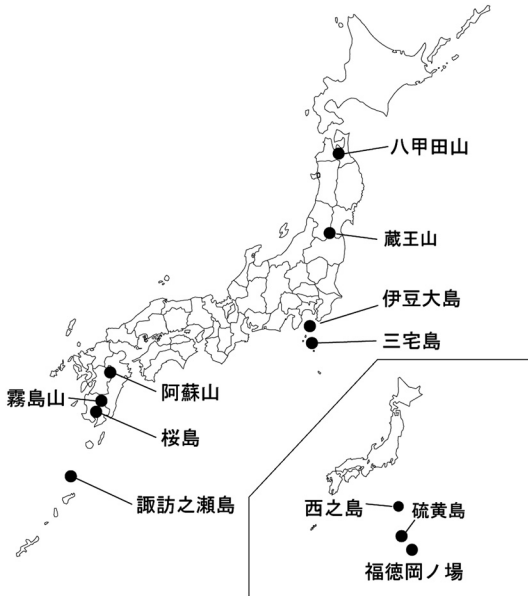 八甲田山
蔵王山
伊豆大島
三宅島
阿蘇山
霧島山
桜島
諏訪之瀬島
西之島
硫黄島
福徳岡ノ場